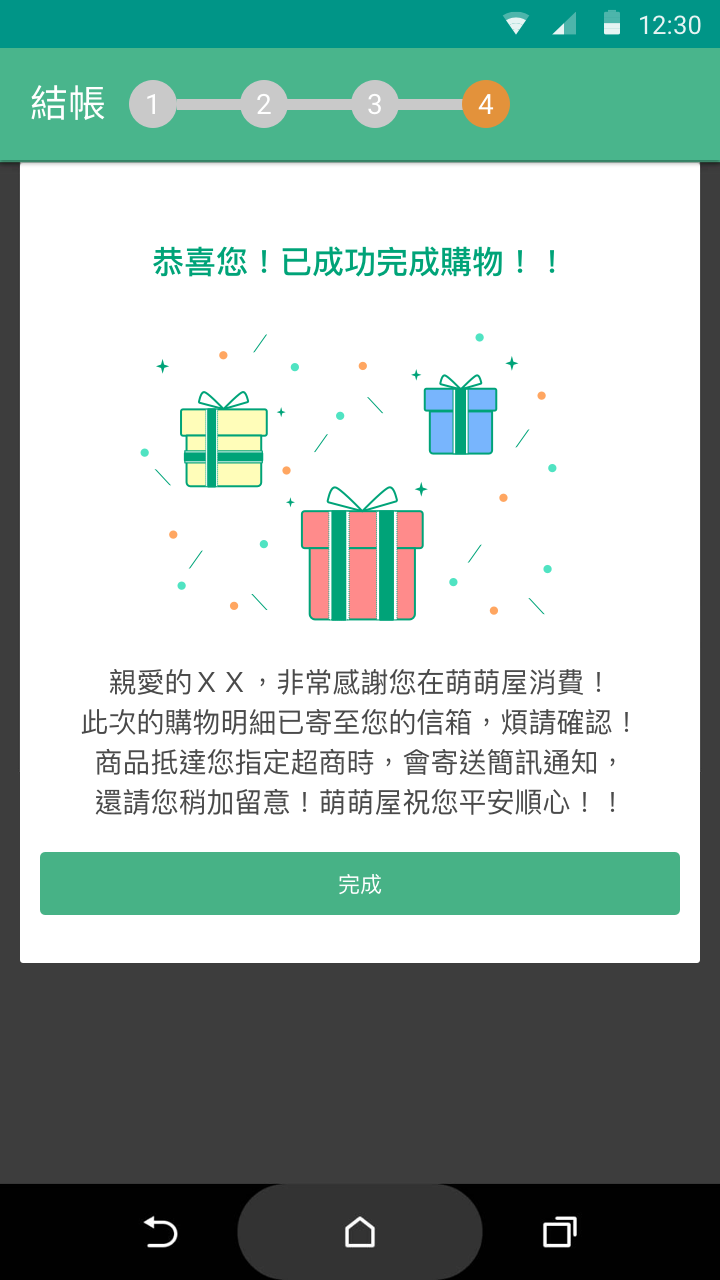 12:30
結帳 1 2 3 4
恭喜您！已成功完成購物！！
親愛的ＸＸ，非常感謝您在萌萌屋消費！
此次的購物明細已寄至您的信箱，煩請確認！
商品抵達您指定超商時，會寄送簡訊通知，
還請您稍加留意！萌萌屋祝您平安順心！！
完成